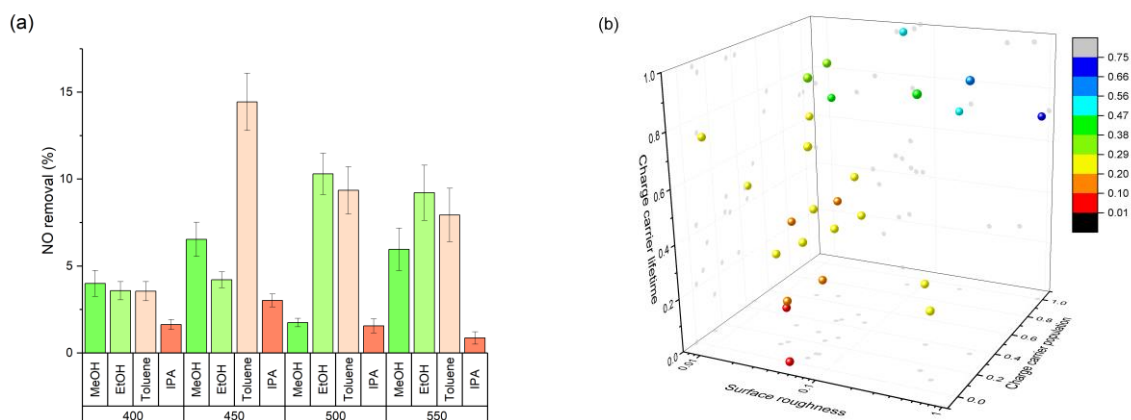 (a)
NO removal (%)
15
10
5
0
MeOH
EtOH
Toluene
IPA
MeOH
EtOH
Toluene
IPA
MeOH
EtOH
Toluene
IPA
MeOH
EtOH
Toluene
IPA
400
450
500
550
(b)
Charge carrier lifetime
1.0
0.8
0.6
0.4
0.2
0.0
0.01
0.1
1
Surface roughness
0.0
0.2
0.4
0.6
0.8
1.0
Charge carrier population
0.75
0.66
0.56
0.47
0.38
0.29
0.20
0.10
0.01